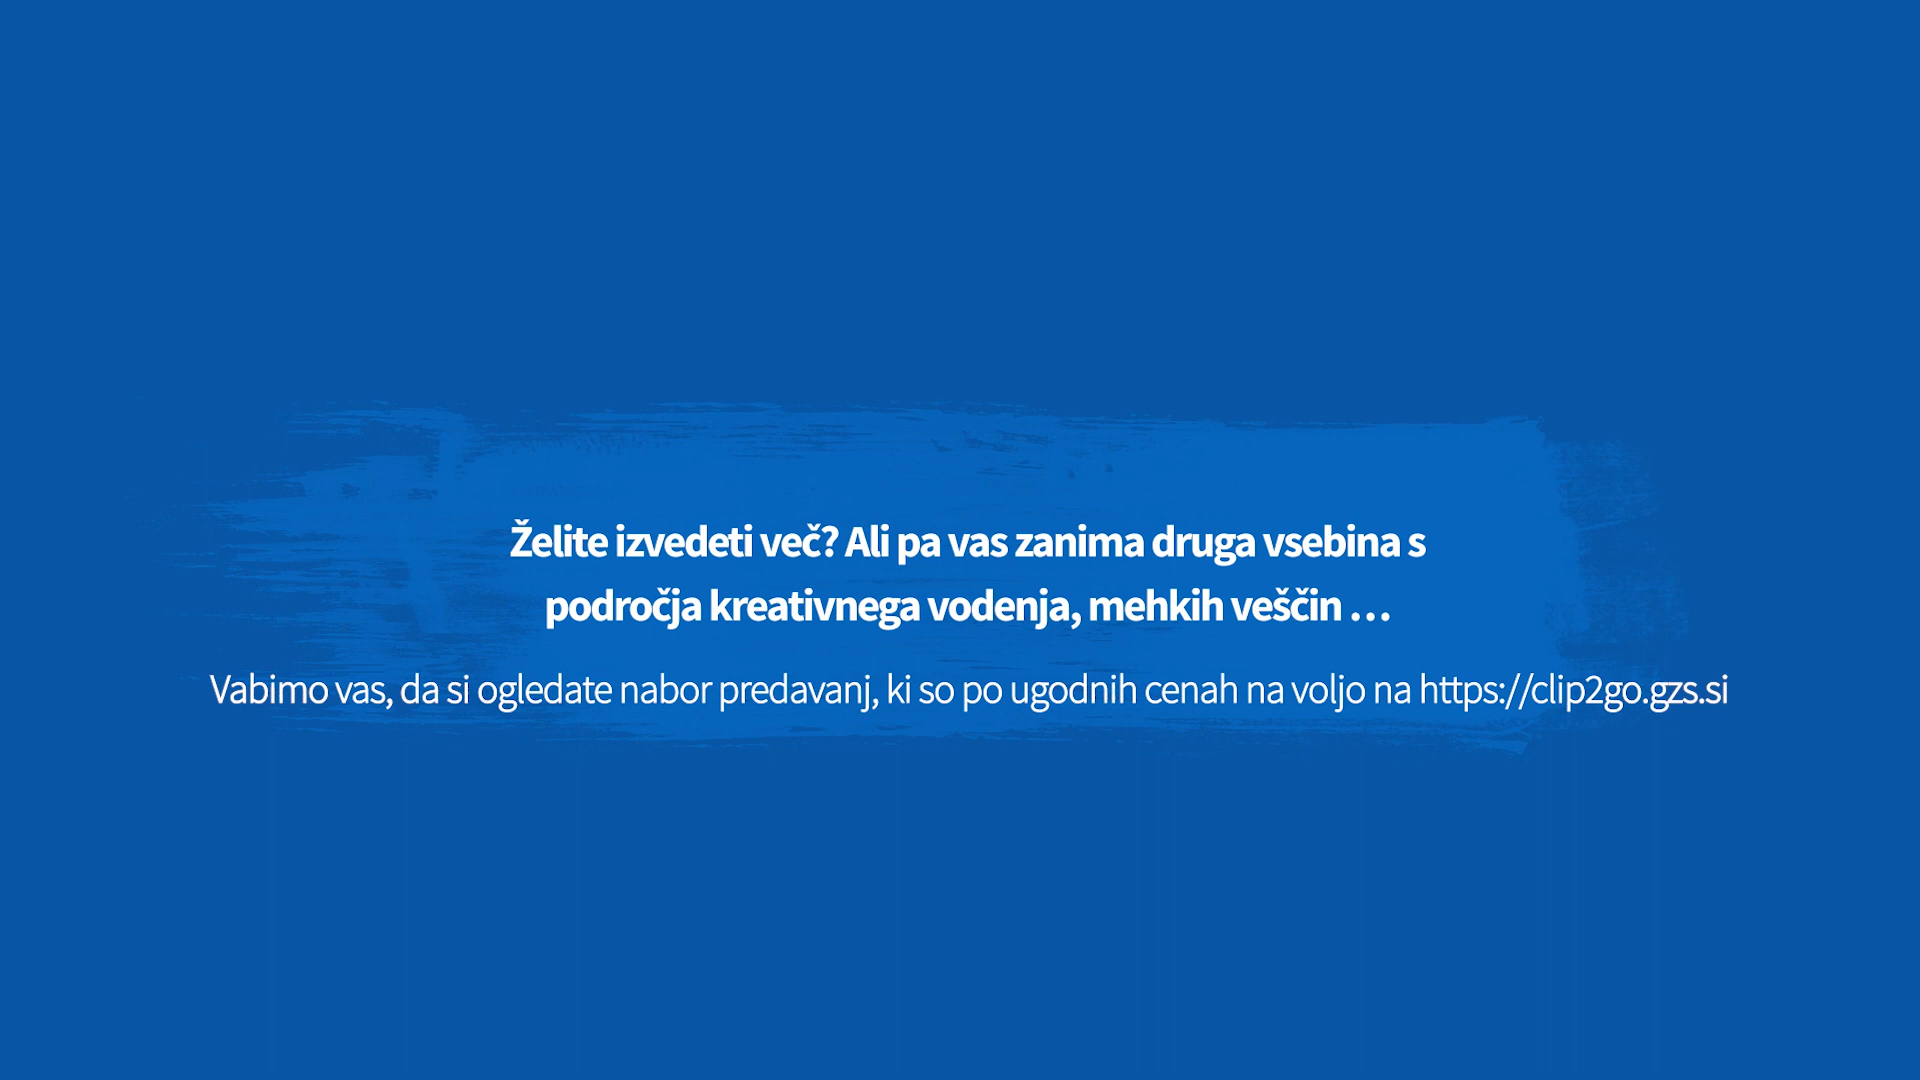 Želite izvedeti več? Ali pa vas zanima druga vsebina s
področja kreativnega vodenja, mehkih veščin …
Vabimo vas, da si ogledate nabor predavanj, ki so po ugodnih cenah na voljo na https://clip2go.gzs.si